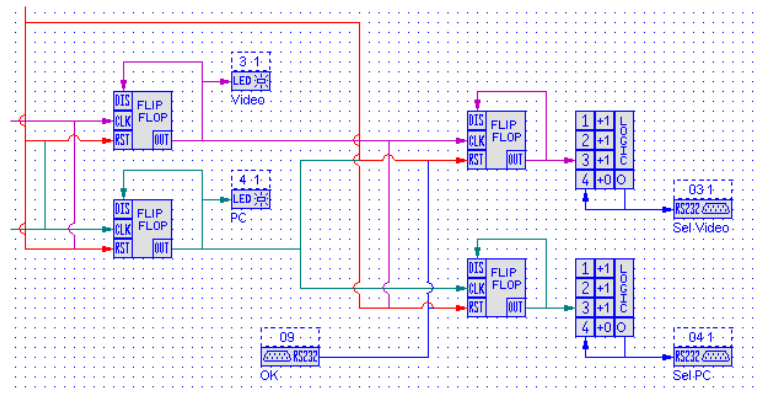 3 1
LED
Video
DIS FLIP FLOP
CLK
RST OUT
4 1
LED
PC
DIS FLIP FLOP
CLK
RST OUT
DIS FLIP FLOP
CLK
RST OUT
1 +1 LOGIC
2 +1
3 +1
4 +0 O
03 1
RS232
Sel Video
DIS FLIP FLOP
CLK
RST OUT
1 +1 LOGIC
2 +1
3 +1
4 +0 O
04 1
RS232
Sel PC
09
RS232
OK